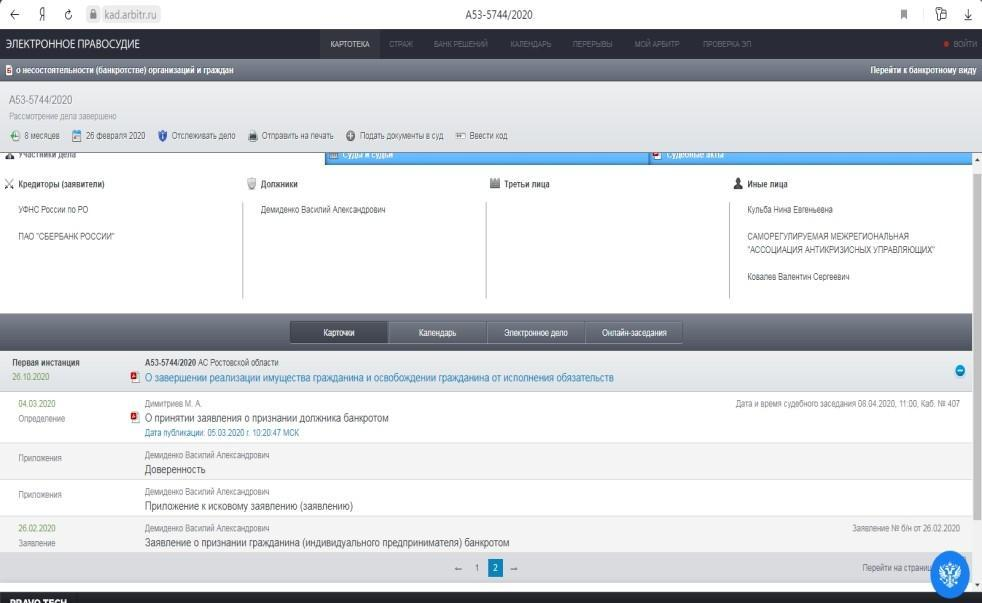 kad.arbitr.ru
А53-5744/2020
ЭЛЕКТРОННОЕ ПРАВОСУДИЕ
КАРТОТЕКА СТРАЖ БАНК РЕШЕНИЙ КАЛЕНДАРЬ ПЕРЕРЫВЫ МОЙ АРБИТР ПРОВЕРКА ЭП ВОЙТИ
Б о несостоятельности (банкротстве) организаций и граждан
Перейти к банкротному виду
А53-5744/2020
Рассмотрение дела завершено
8 месяцев 26 февраля 2020 Отслеживать дело Отправить на печать Подать документы в суд Ввести код
Участники дела Суды и судьи Судебные акты
Кредиторы (заявители) Должники Третьи лица Иные лица
УФНС России по РО Демиденко Василий Александрович Кульба Нина Евгеньевна
ПАО "СБЕРБАНК РОССИИ" САМОРЕГУЛИРУЕМАЯ МЕЖРЕГИОНАЛЬНАЯ
"АССОЦИАЦИЯ АНТИКРИЗИСНЫХ УПРАВЛЯЮЩИХ"
Ковалев Валентин Сергеевич
Карточки Календарь Электронное дело Онлайн-заседания
Первая инстанция А53-5744/2020 АС Ростовской области
26.10.2020 О завершении реализации имущества гражданина и освобождении гражданина от исполнения обязательств
04.03.2020 Димитриев М. А. Дата и время судебного заседания 08.04.2020, 11:00, Каб. № 407
Определение О принятии заявления о признании должника банкротом
Дата публикации: 05.03.2020 г. 10:20:47 МСК
Приложения Демиденко Василий Александрович
Доверенность
Приложения Демиденко Василий Александрович
Приложение к исковому заявлению (заявлению)
26.02.2020 Демиденко Василий Александрович Заявление № б/н от 26.02.2020
Заявление Заявление о признании гражданина (индивидуального предпринимателя) банкротом
← 1 2 → Перейти на страниц
PRAVO TECH